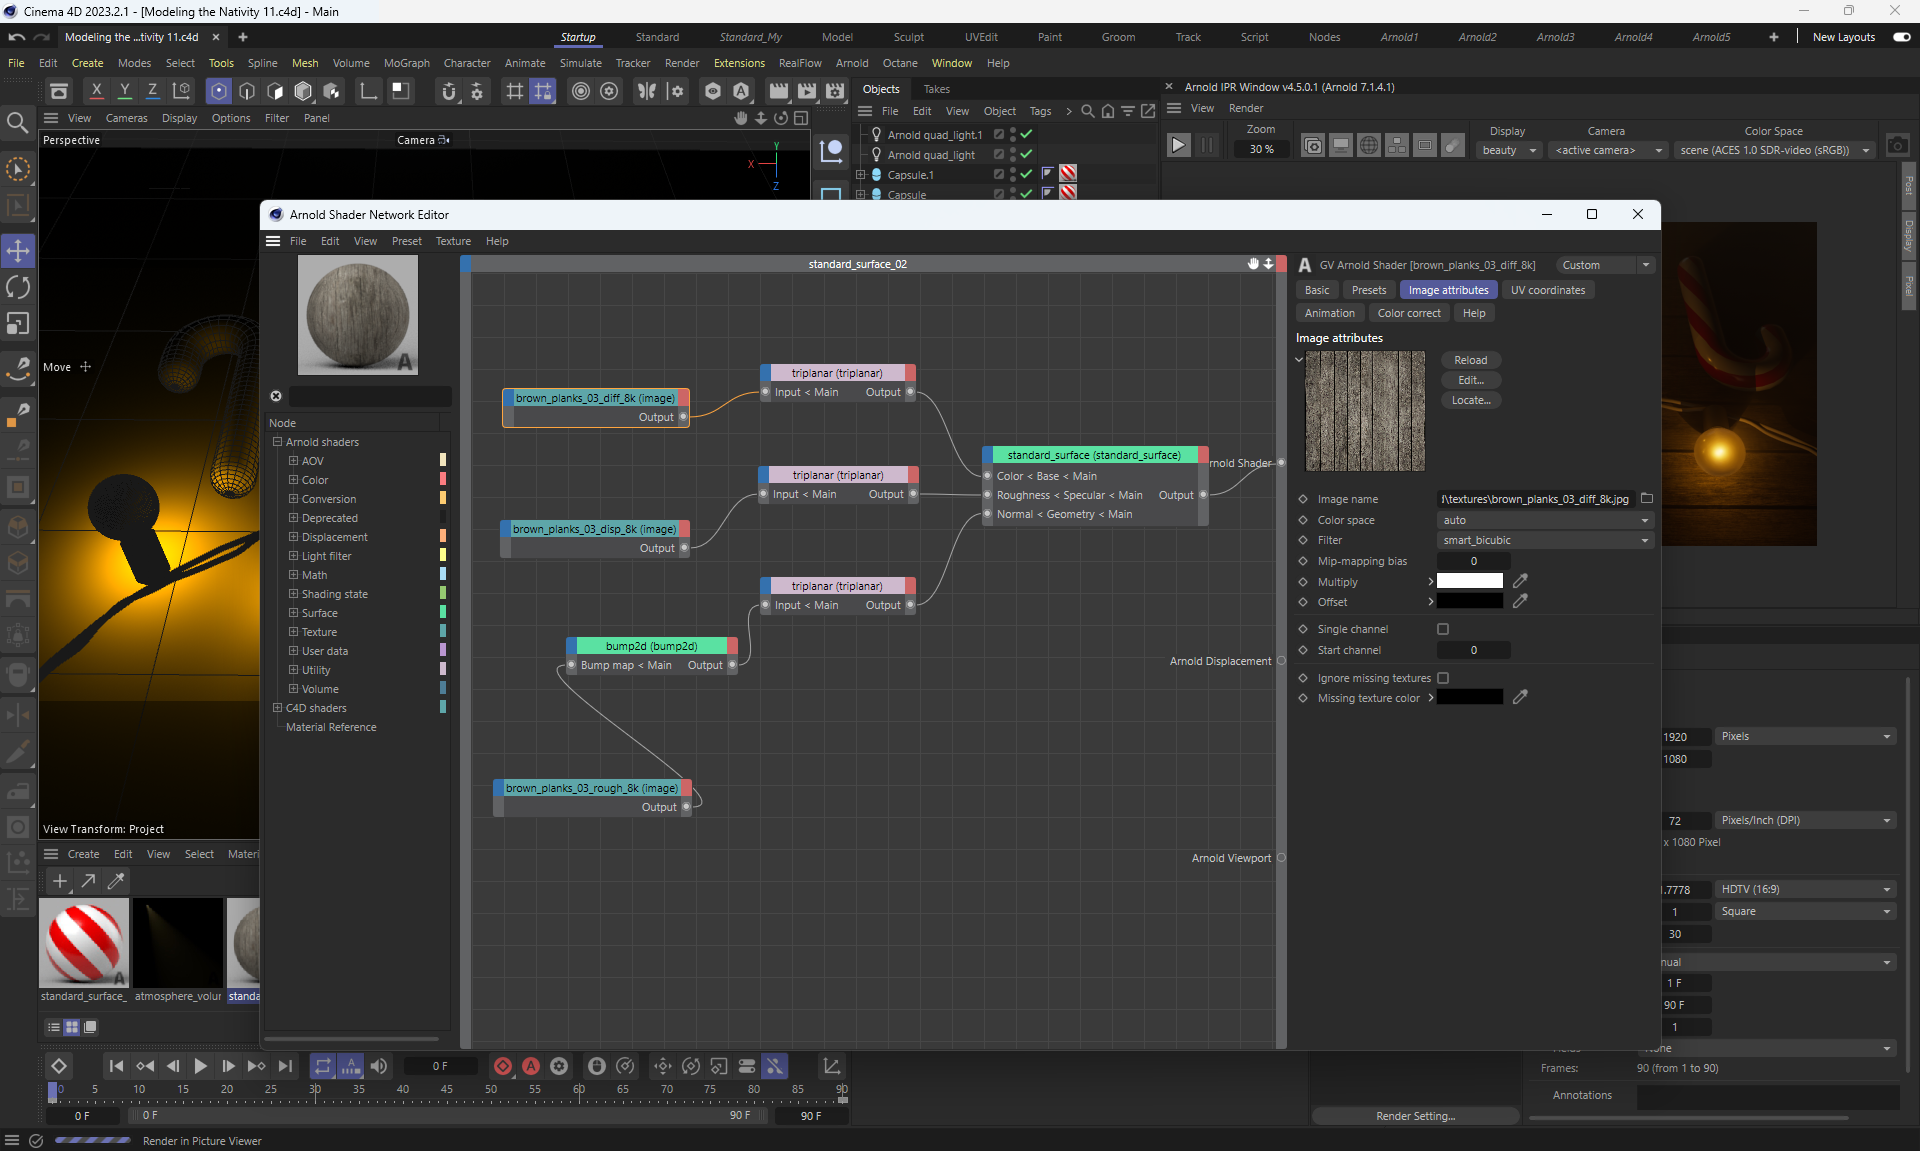 Cinema 4D 2023.2.1 - [Modeling the Nativity 11.c4d] - Main
Modeling the ...tivity 11.c4d
Startup Standard Standard_My Model Sculpt UVEdit Paint Groom Track Script Nodes Arnold1 Arnold2 Arnold3 Arnold4 Arnold5 New Layouts
File Edit Create Modes Select Tools Spline Mesh Volume MoGraph Character Animate Simulate Tracker Render Extensions RealFlow Arnold Octane Window Help
X Y Z
View Cameras Display Options Filter Panel
Perspective
Camera
Y
X
Z
Move
View Transform: Project
Objects Takes
File Edit View Object Tags
Arnold quad_light.1
Arnold quad_light
Capsule.1
Capsule
Arnold IPR Window v4.5.0.1 (Arnold 7.1.4.1)
View Render
Zoom
30 %
Display
beauty
Camera
<active camera>
Color Space
scene (ACES 1.0 SDR-video (sRGB))
Post
Display
Pixel
Arnold Shader Network Editor
File Edit View Preset Texture Help
Node
Arnold shaders
AOV
Color
Conversion
Deprecated
Displacement
Light filter
Math
Shading state
Surface
Texture
User data
Utility
Volume
C4D shaders
Material Reference
standard_surface_02
brown_planks_03_diff_8k (image)
Output
triplanar (triplanar)
Input < Main Output
triplanar (triplanar)
Input < Main Output
brown_planks_03_disp_8k (image)
Output
standard_surface (standard_surface)
Color < Base < Main
Roughness < Specular < Main Output
Normal < Geometry < Main
rnold Shader
triplanar (triplanar)
Input < Main Output
bump2d (bump2d)
Bump map < Main Output
Arnold Displacement
brown_planks_03_rough_8k (image)
Output
Arnold Viewport
A GV Arnold Shader [brown_planks_03_diff_8k] Custom
Basic Presets Image attributes UV coordinates
Animation Color correct Help
Image attributes
Reload
Edit...
Locate...
Image name l\textures\brown_planks_03_diff_8k.jpg
Color space auto
Filter smart_bicubic
Mip-mapping bias 0
Multiply
Offset
Single channel
Start channel 0
Ignore missing textures
Missing texture color
1920 Pixels
1080
72 Pixels/Inch (DPI)
x 1080 Pixel
.7778 HDTV (16:9)
1 Square
30
nual
1 F
90 F
1
None
Frames: 90 (from 1 to 90)
Annotations
Render Setting...
Create Edit View Select Materi
standard_surface_ atmosphere_volur standa
0 F
0 5 10 15 20 25 30 35 40 45 50 55 60 65 70 75 80 85 90
0 F 0 F 90 F 90 F
Render in Picture Viewer